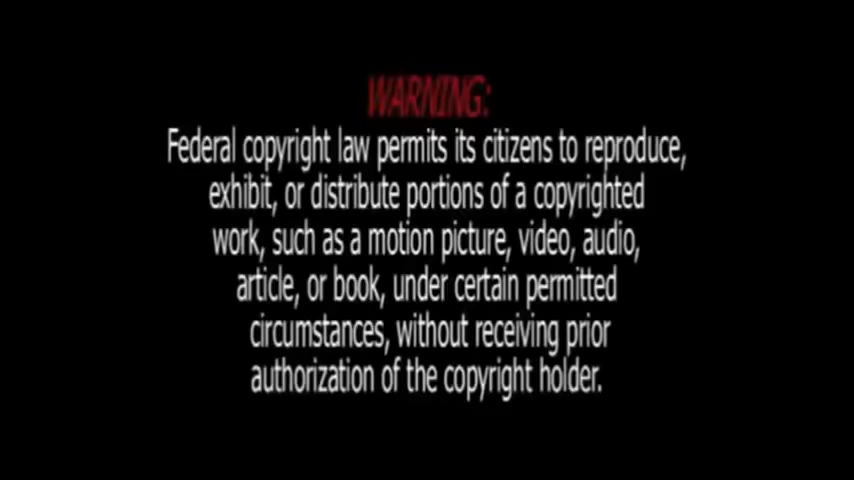 WARNING:
Federal copyright law permits its citizens to reproduce,
exhibit, or distribute portions of a copyrighted
work, such as a motion picture, video, audio,
article, or book, under certain permitted
circumstances, without receiving prior
authorization of the copyright holder.